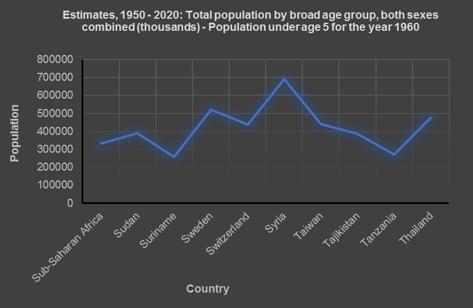 Estimates, 1950 - 2020: Total population by broad age group, both sexes
combined (thousands) - Population under age 5 for the year 1960
800000
700000
600000
500000
400000
300000
200000
100000
0
Population
Sub-Saharan Africa
Sudan
Suriname
Sweden
Switzerland
Syria
Taiwan
Tajikistan
Tanzania
Thailand
Country